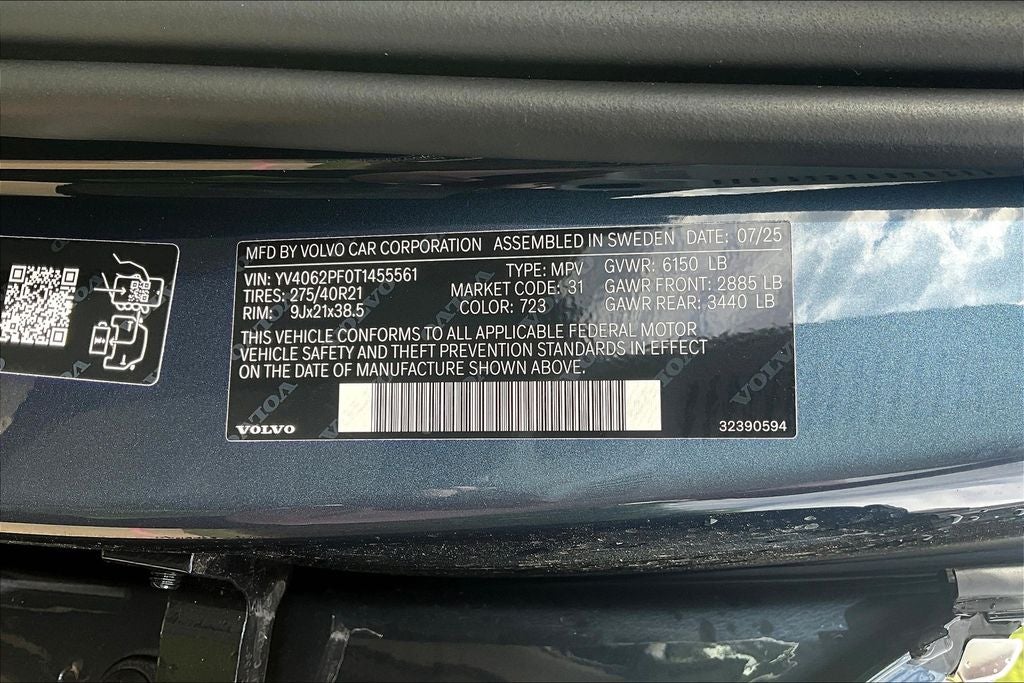 MFD BY VOLVO CAR CORPORATION ASSEMBLED IN SWEDEN DATE: 07/25
VIN: YV4062PF0T1455561 TYPE: MPV GVWR: 6150 LB
TIRES: 275/40R21 MARKET CODE: 31 GAWR FRONT: 2885 LB
RIM: 9Jx21x38.5 COLOR: 723 GAWR REAR: 3440 LB
THIS VEHICLE CONFORMS TO ALL APPLICABLE FEDERAL MOTOR
VEHICLE SAFETY AND THEFT PREVENTION STANDARDS IN EFFECT
ON THE DATE OF MANUFACTURE SHOWN ABOVE.
VOLVO 32390594